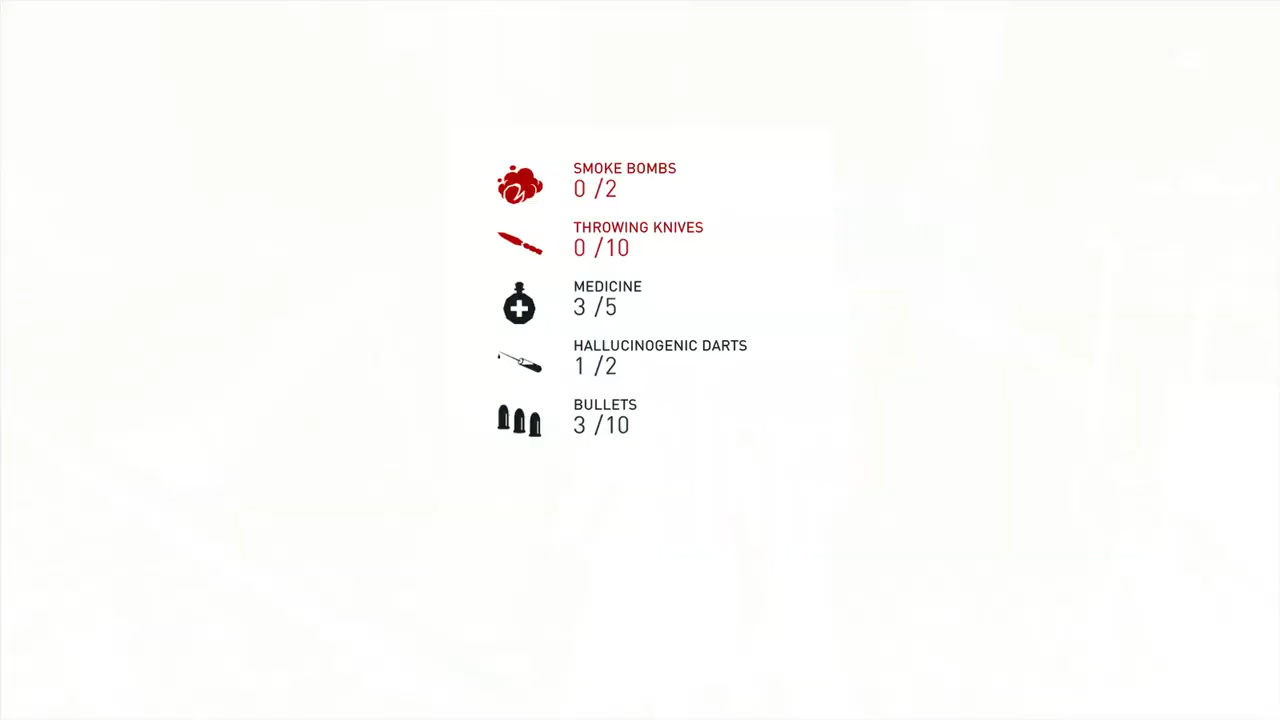 SMOKE BOMBS
0 /2
THROWING KNIVES
0 /10
MEDICINE
3 /5
HALLUCINOGENIC DARTS
1 /2
BULLETS
3 /10